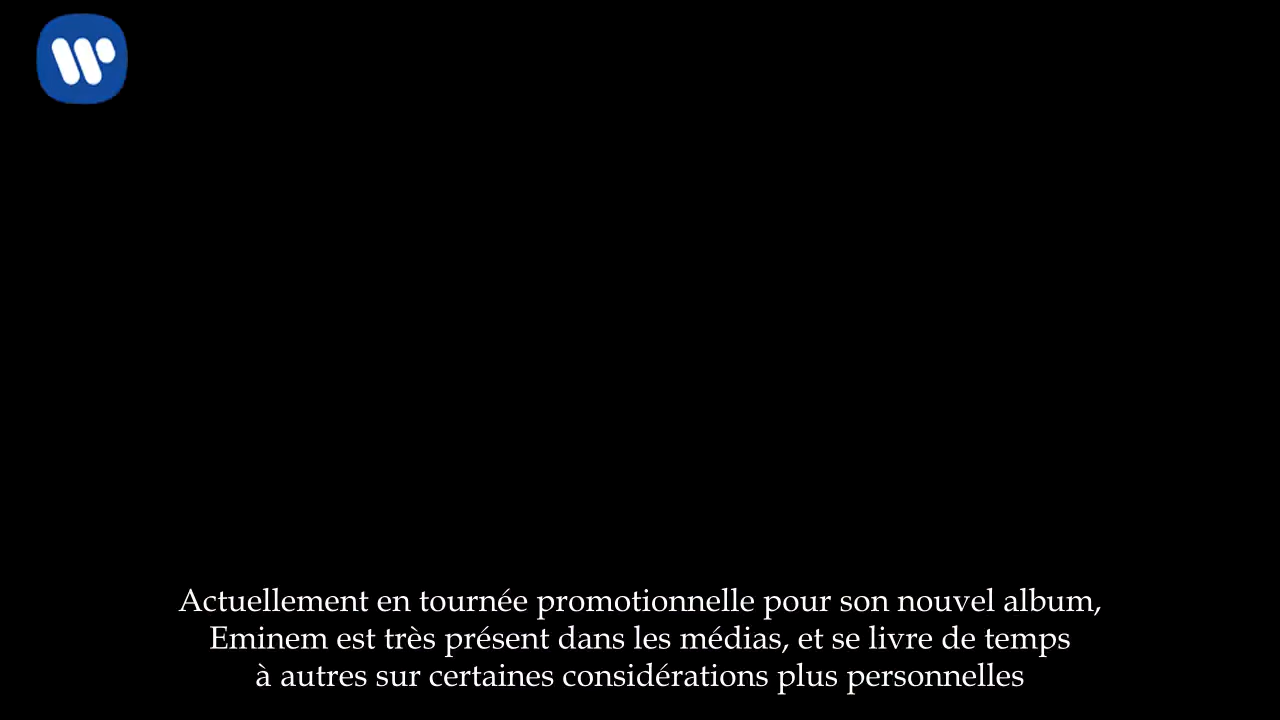 Actuellement en tournée promotionnelle pour son nouvel album,
Eminem est très présent dans les médias, et se livre de temps
à autres sur certaines considérations plus personnelles